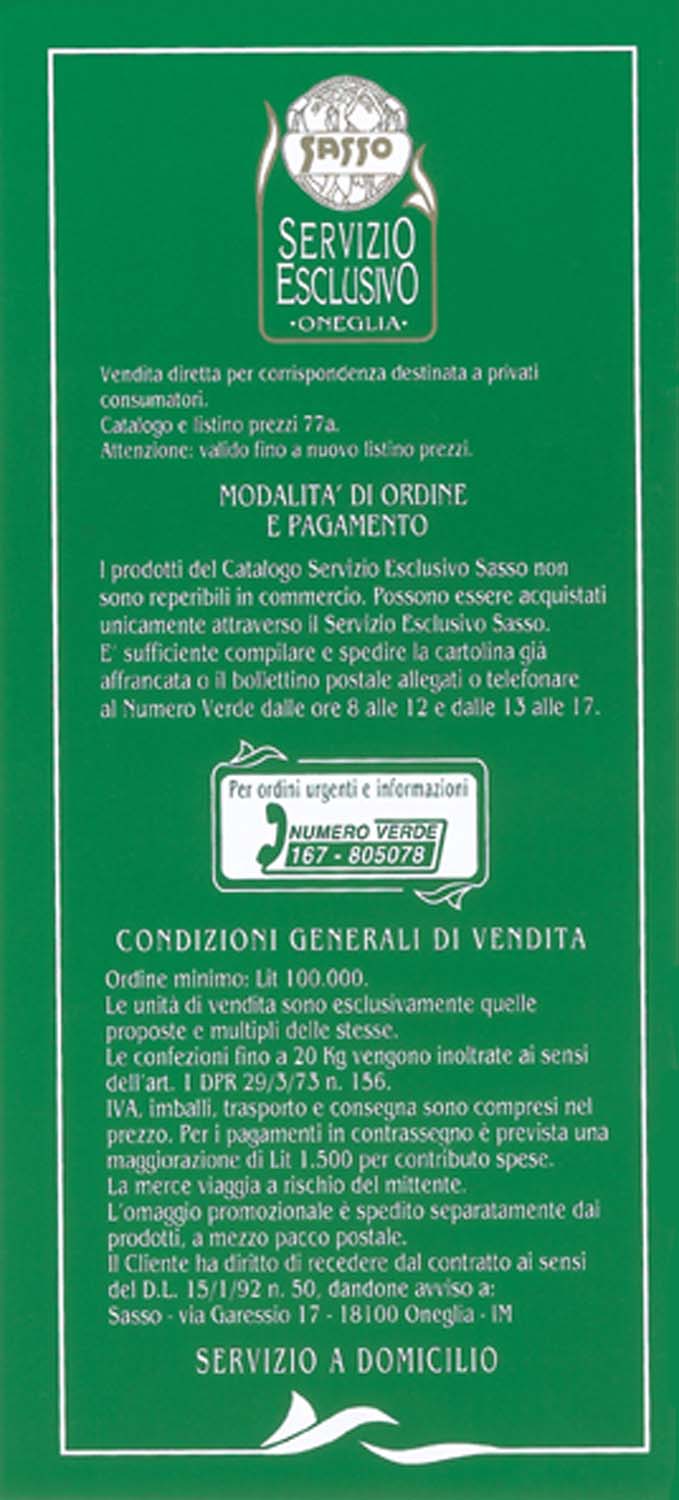 SASSO
SERVIZIO
ESCLUSIVO
·ONEGLIA·
Vendita diretta per corrispondenza destinata a privati
consumatori.
Catalogo e listino prezzi 77a.
Attenzione: valido fino a nuovo listino prezzi.
MODALITA' DI ORDINE
E PAGAMENTO
I prodotti del Catalogo Servizio Esclusivo Sasso non
sono reperibili in commercio. Possono essere acquistati
unicamente attraverso il Servizio Esclusivo Sasso.
E' sufficiente compilare e spedire la cartolina già
affrancata o il bollettino postale allegati o telefonare
al Numero Verde dalle ore 8 alle 12 e dalle 13 alle 17.
Per ordini urgenti e informazioni
NUMERO VERDE
167 - 805078
CONDIZIONI GENERALI DI VENDITA
Ordine minimo: Lit 100.000.
Le unità di vendita sono esclusivamente quelle
proposte e multipli delle stesse.
Le confezioni fino a 20 Kg vengono inoltrate ai sensi
dell'art. 1 DPR 29/3/73 n. 156.
IVA, imballi, trasporto e consegna sono compresi nel
prezzo. Per i pagamenti in contrassegno è prevista una
maggiorazione di Lit 1.500 per contributo spese.
La merce viaggia a rischio del mittente.
L'omaggio promozionale è spedito separatamente dai
prodotti, a mezzo pacco postale.
Il Cliente ha diritto di recedere dal contratto ai sensi
del D.L. 15/1/92 n. 50, dandone avviso a:
Sasso - via Garessio 17 - 18100 Oneglia - IM
SERVIZIO A DOMICILIO